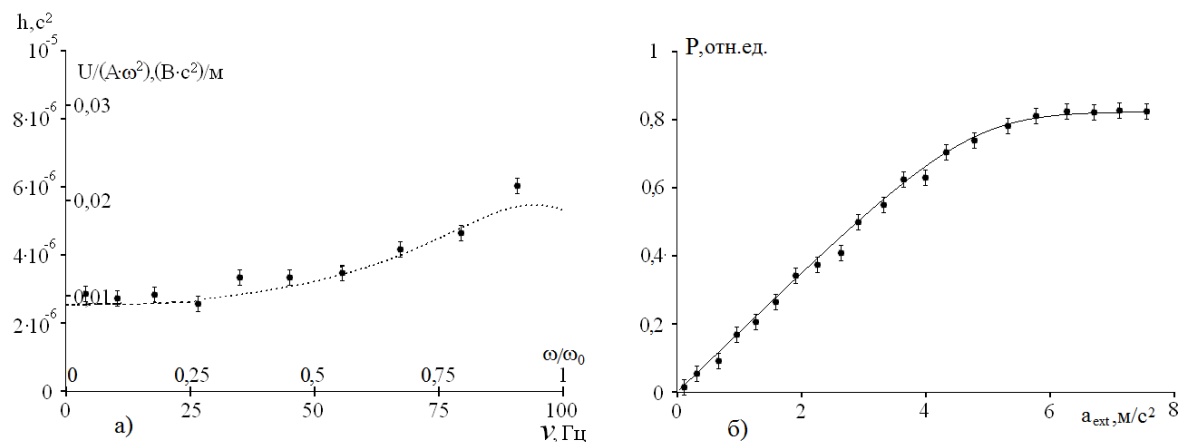 h,c²
10⁻⁵
U/(A·ω²),(В·с²)/м
0,03
8·10⁻⁶
6·10⁻⁶
0,02
4·10⁻⁶
0,01
2·10⁻⁶
ω/ω₀
0 0,25 0,5 0,75 1
0
0 25 50 75 100
а)
ν, Гц
P,отн.ед.
1
0,8
0,6
0,4
0,2
0
0 2 4 6 8
б)
a_ext,м/с²